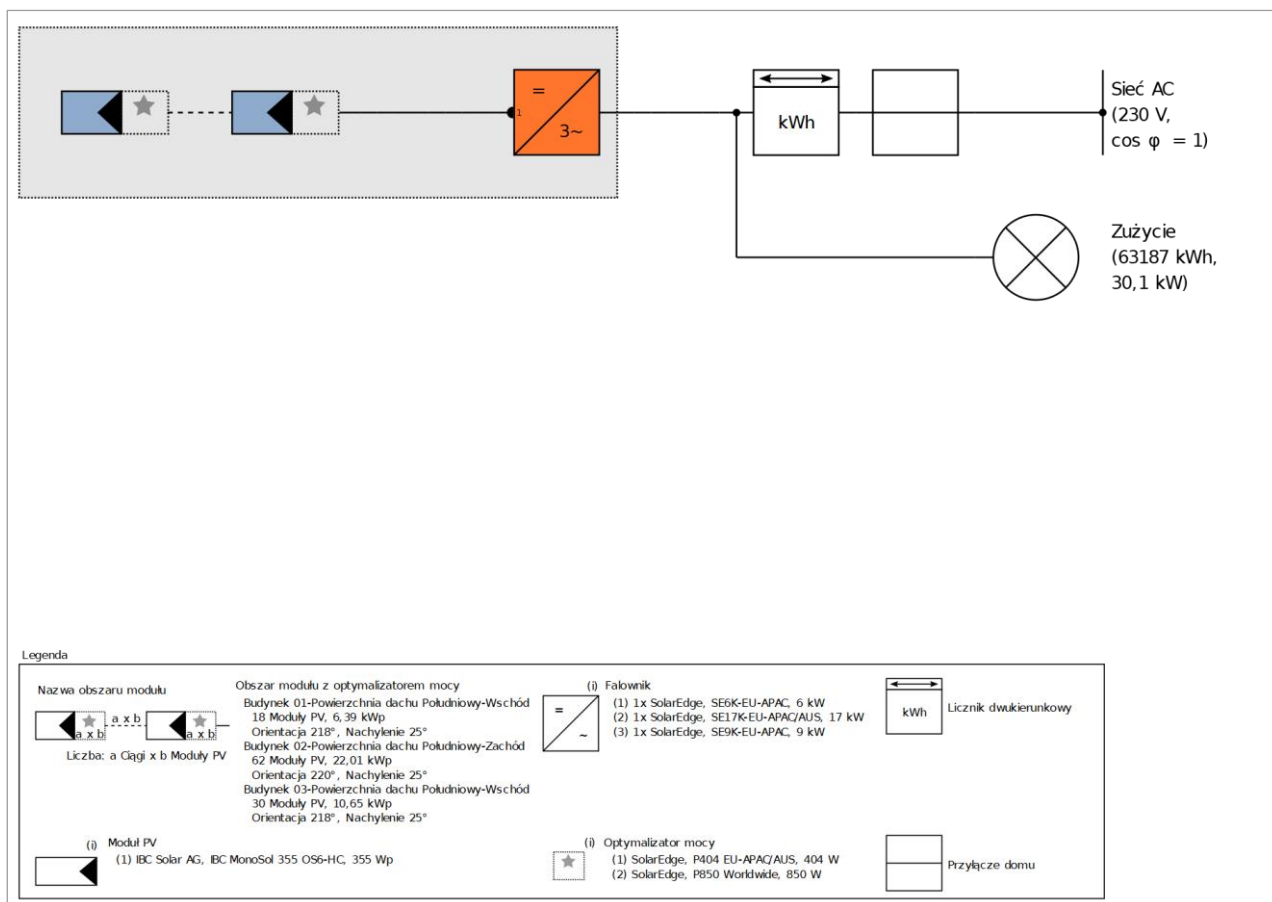 =
1
3~
kWh
Sieć AC
(230 V,
cos φ = 1)
Zużycie
(63187 kWh,
30,1 kW)
Legenda
Nazwa obszaru modułu
a x b
a x b
a x b
Liczba: a Ciągi x b Moduły PV
Obszar modułu z optymalizatorem mocy
Budynek 01-Powierzchnia dachu Południowy-Wschód
18 Moduły PV, 6,39 kWp
Orientacja 218°, Nachylenie 25°
Budynek 02-Powierzchnia dachu Południowy-Zachód
62 Moduły PV, 22,01 kWp
Orientacja 220°, Nachylenie 25°
Budynek 03-Powierzchnia dachu Południowy-Wschód
30 Moduły PV, 10,65 kWp
Orientacja 218°, Nachylenie 25°
=
~
(i) Falownik
(1) 1x SolarEdge, SE6K-EU-APAC, 6 kW
(2) 1x SolarEdge, SE17K-EU-APAC/AUS, 17 kW
(3) 1x SolarEdge, SE9K-EU-APAC, 9 kW
kWh
Licznik dwukierunkowy
(i) Moduł PV
(1) IBC Solar AG, IBC MonoSol 355 OS6-HC, 355 Wp
(i) Optymalizator mocy
(1) SolarEdge, P404 EU-APAC/AUS, 404 W
(2) SolarEdge, P850 Worldwide, 850 W
Przyłącze domu